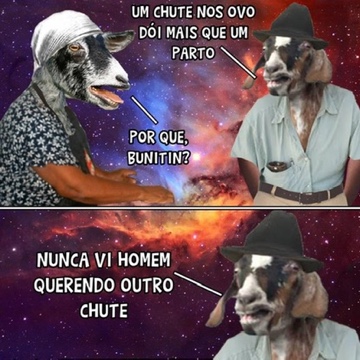 UM CHUTE NOS OVO
DÓI MAIS QUE UM
PARTO
POR QUE,
BUNITIN?
NUNCA VI HOMEM
QUERENDO OUTRO
CHUTE